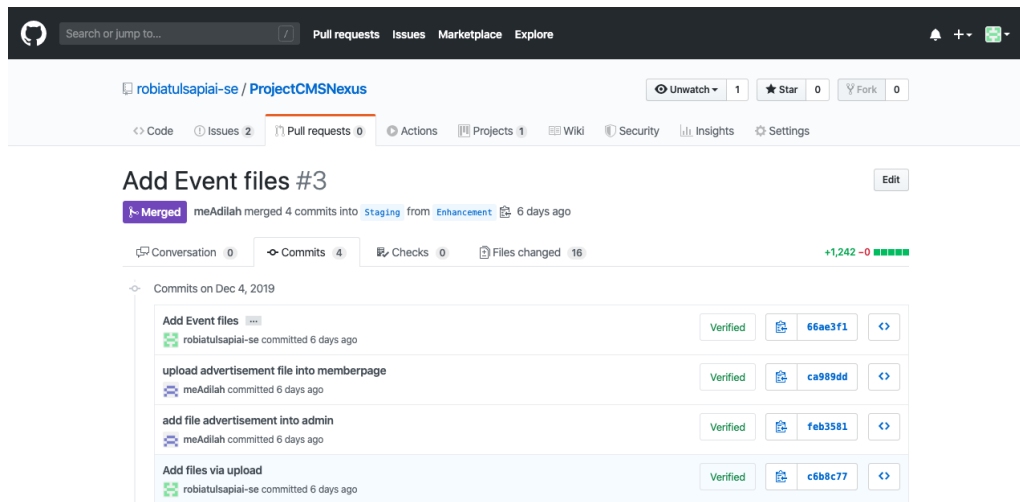 Search or jump to... / Pull requests Issues Marketplace Explore
robiatulsapiai-se / ProjectCMSNexus Unwatch 1 Star 0 Fork 0
Code Issues 2 Pull requests 0 Actions Projects 1 Wiki Security Insights Settings
Add Event files #3 Edit
Merged meAdilah merged 4 commits into Staging from Enhancement 6 days ago
Conversation 0 Commits 4 Checks 0 Files changed 16 +1,242 −0
Commits on Dec 4, 2019
Add Event files ...
robiatulsapiai-se committed 6 days ago
Verified 66ae3f1
upload advertisement file into memberpage
meAdilah committed 6 days ago
Verified ca989dd
add file advertisement into admin
meAdilah committed 6 days ago
Verified feb3581
Add files via upload
robiatulsapiai-se committed 6 days ago
Verified c6b8c77